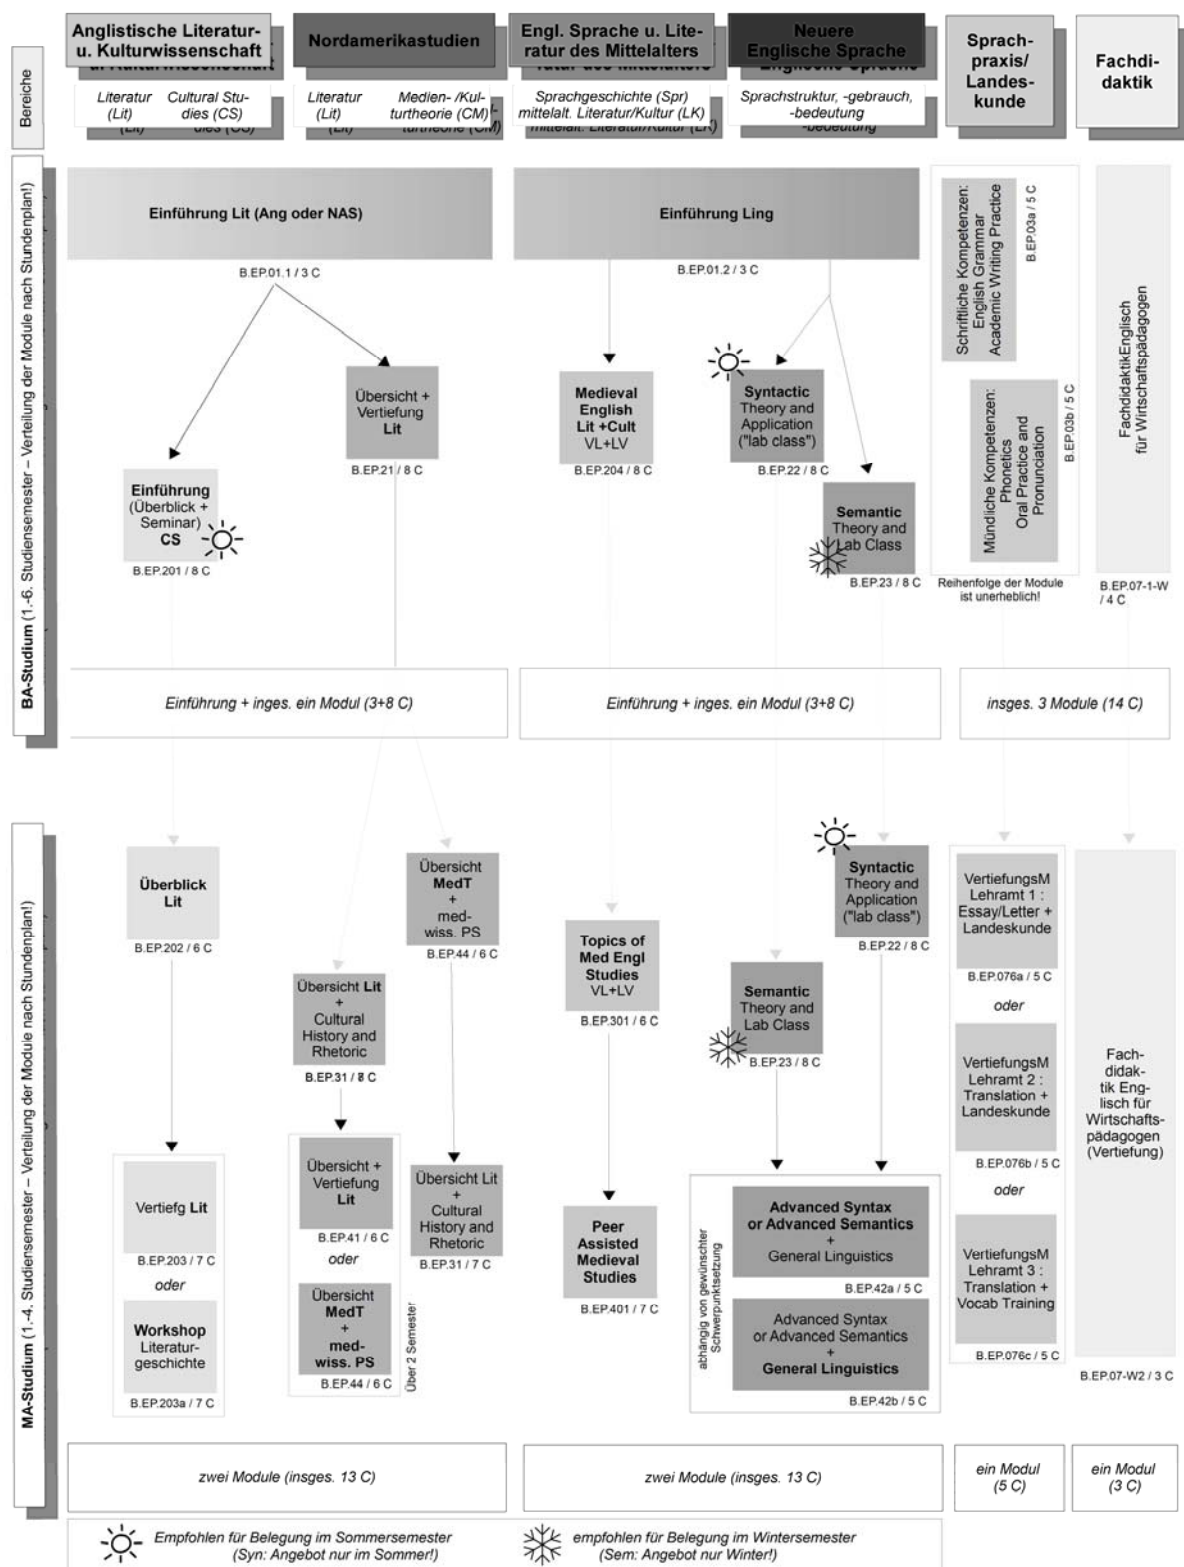 Bereiche
Anglistische Literatur-
u. Kulturwissenschaft
Nordamerikastudien
Engl. Sprache u. Lite-
ratur des Mittelalters
Neuere
Englische Sprache
Sprach-
praxis/
Landes-
kunde
Fachdi-
daktik
Literatur
(Lit)
Cultural Stu-
dies (CS)
Literatur
(Lit)
Medien- /Kul-
turtheorie (CM)
Sprachgeschichte (Spr)
mittelalt. Literatur/Kultur (LK)
Sprachstruktur, -gebrauch,
-bedeutung
BA-Studium (1.-6. Studiensemester – Verteilung der Module nach Stundenplan!)
Einführung Lit (Ang oder NAS)
B.EP.01.1 / 3 C
Einführung Ling
B.EP.01.2 / 3 C
Schriftliche Kompetenzen:
English Grammar
Academic Writing Practice
B.EP.03a / 5 C
Mündliche Kompetenzen:
Phonetics
Oral Practice and
Pronunciation
B.EP.03b / 5 C
Reihenfolge der Module
ist unerheblich!
FachdidaktikEnglisch
für Wirtschaftspädagogen
B.EP.07-1-W
/ 4 C
Übersicht +
Vertiefung
Lit
B.EP.21 / 8 C
Einführung
(Überblick +
Seminar)
CS
B.EP.201 / 8 C
Medieval
English
Lit +Cult
VL+LV
B.EP.204 / 8 C
Syntactic
Theory and
Application
("lab class")
B.EP.22 / 8 C
Semantic
Theory and
Lab Class
B.EP.23 / 8 C
Einführung + inges. ein Modul (3+8 C)
Einführung + inges. ein Modul (3+8 C)
insges. 3 Module (14 C)
MA-Studium (1.-4. Studiensemester – Verteilung der Module nach Stundenplan!)
Überblick
Lit
B.EP.202 / 6 C
Übersicht
MedT
+
med-
wiss. PS
B.EP.44 / 6 C
Übersicht Lit
+
Cultural
History and
Rhetoric
B.EP.31 / C
Topics of
Med Engl
Studies
VL+LV
B.EP.301 / 6 C
Semantic
Theory and
Lab Class
B.EP.23 / 8 C
Syntactic
Theory and
Application
("lab class")
B.EP.22 / 8 C
VertiefungsM
Lehramt 1 :
Essay/Letter +
Landeskunde
B.EP.076a / 5 C
oder
VertiefungsM
Lehramt 2 :
Translation +
Landeskunde
B.EP.076b / 5 C
oder
VertiefungsM
Lehramt 3 :
Translation +
Vocab Training
B.EP.076c / 5 C
Fach-
didak-
tik Eng-
lisch für
Wirtschafts-
pädagogen
(Vertiefung)
B.EP.07-W2 / 3 C
Vertiefg Lit
B.EP.203 / 7 C
oder
Workshop
Literatur-
geschichte
B.EP.203a / 7 C
Übersicht +
Vertiefung
Lit
B.EP.41 / 6 C
oder
Übersicht
MedT
+
med-
wiss. PS
B.EP.44 / 6 C
Über 2 Semester
Übersicht Lit
+
Cultural
History and
Rhetoric
B.EP.31 / 7 C
Peer
Assisted
Medieval
Studies
B.EP.401 / 7 C
abhängig von gewünschter
Schwerpunktsetzung
Advanced Syntax
or Advanced Semantics
+
General Linguistics
B.EP.42a / 5 C
Advanced Syntax
or Advanced Semantics
+
General Linguistics
B.EP.42b / 5 C
zwei Module (insges. 13 C)
zwei Module (insges. 13 C)
ein Modul
(5 C)
ein Modul
(3 C)
Empfohlen für Belegung im Sommersemester
(Syn: Angebot nur im Sommer!)
empfohlen für Belegung im Wintersemester
(Sem: Angebot nur Winter!)